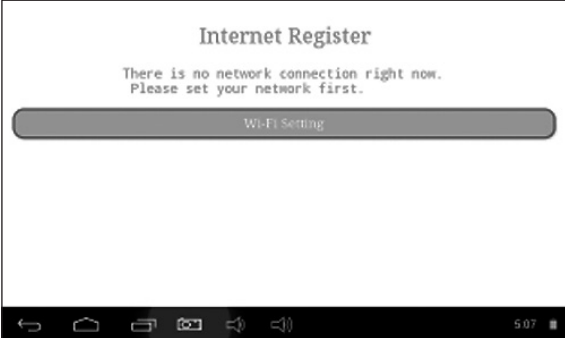 Internet Register
There is no network connection right now.
Please set your network first.
Wi-Fi Setting
5:07